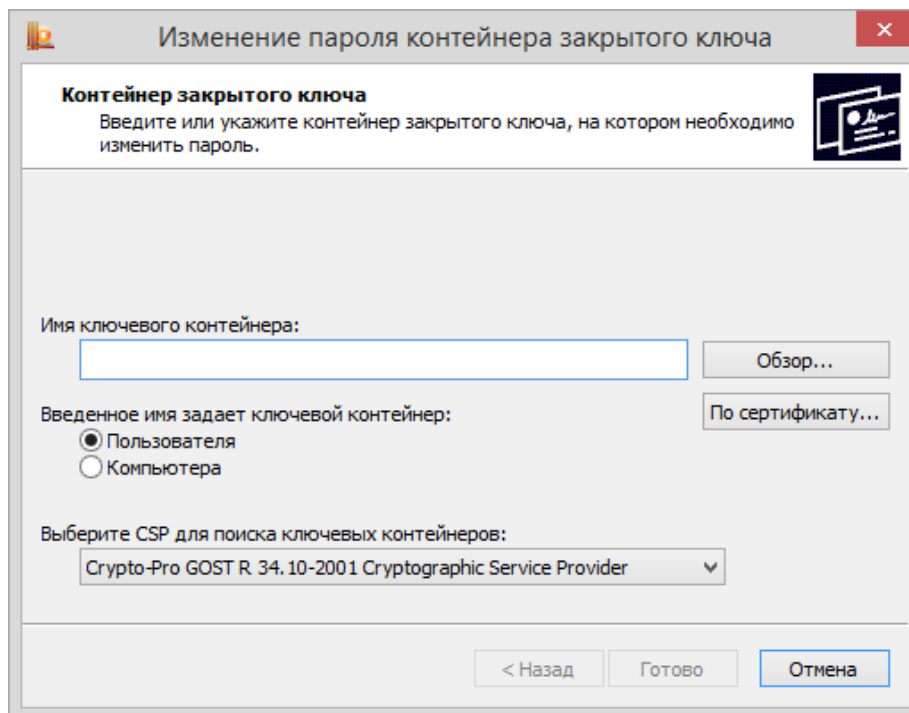 Изменение пароля контейнера закрытого ключа
Контейнер закрытого ключа
Введите или укажите контейнер закрытого ключа, на котором необходимо
изменить пароль.
Имя ключевого контейнера:
Обзор...
Введенное имя задает ключевой контейнер:
По сертификату...
Пользователя
Компьютера
Выберите CSP для поиска ключевых контейнеров:
Crypto-Pro GOST R 34.10-2001 Cryptographic Service Provider
< Назад
Готово
Отмена